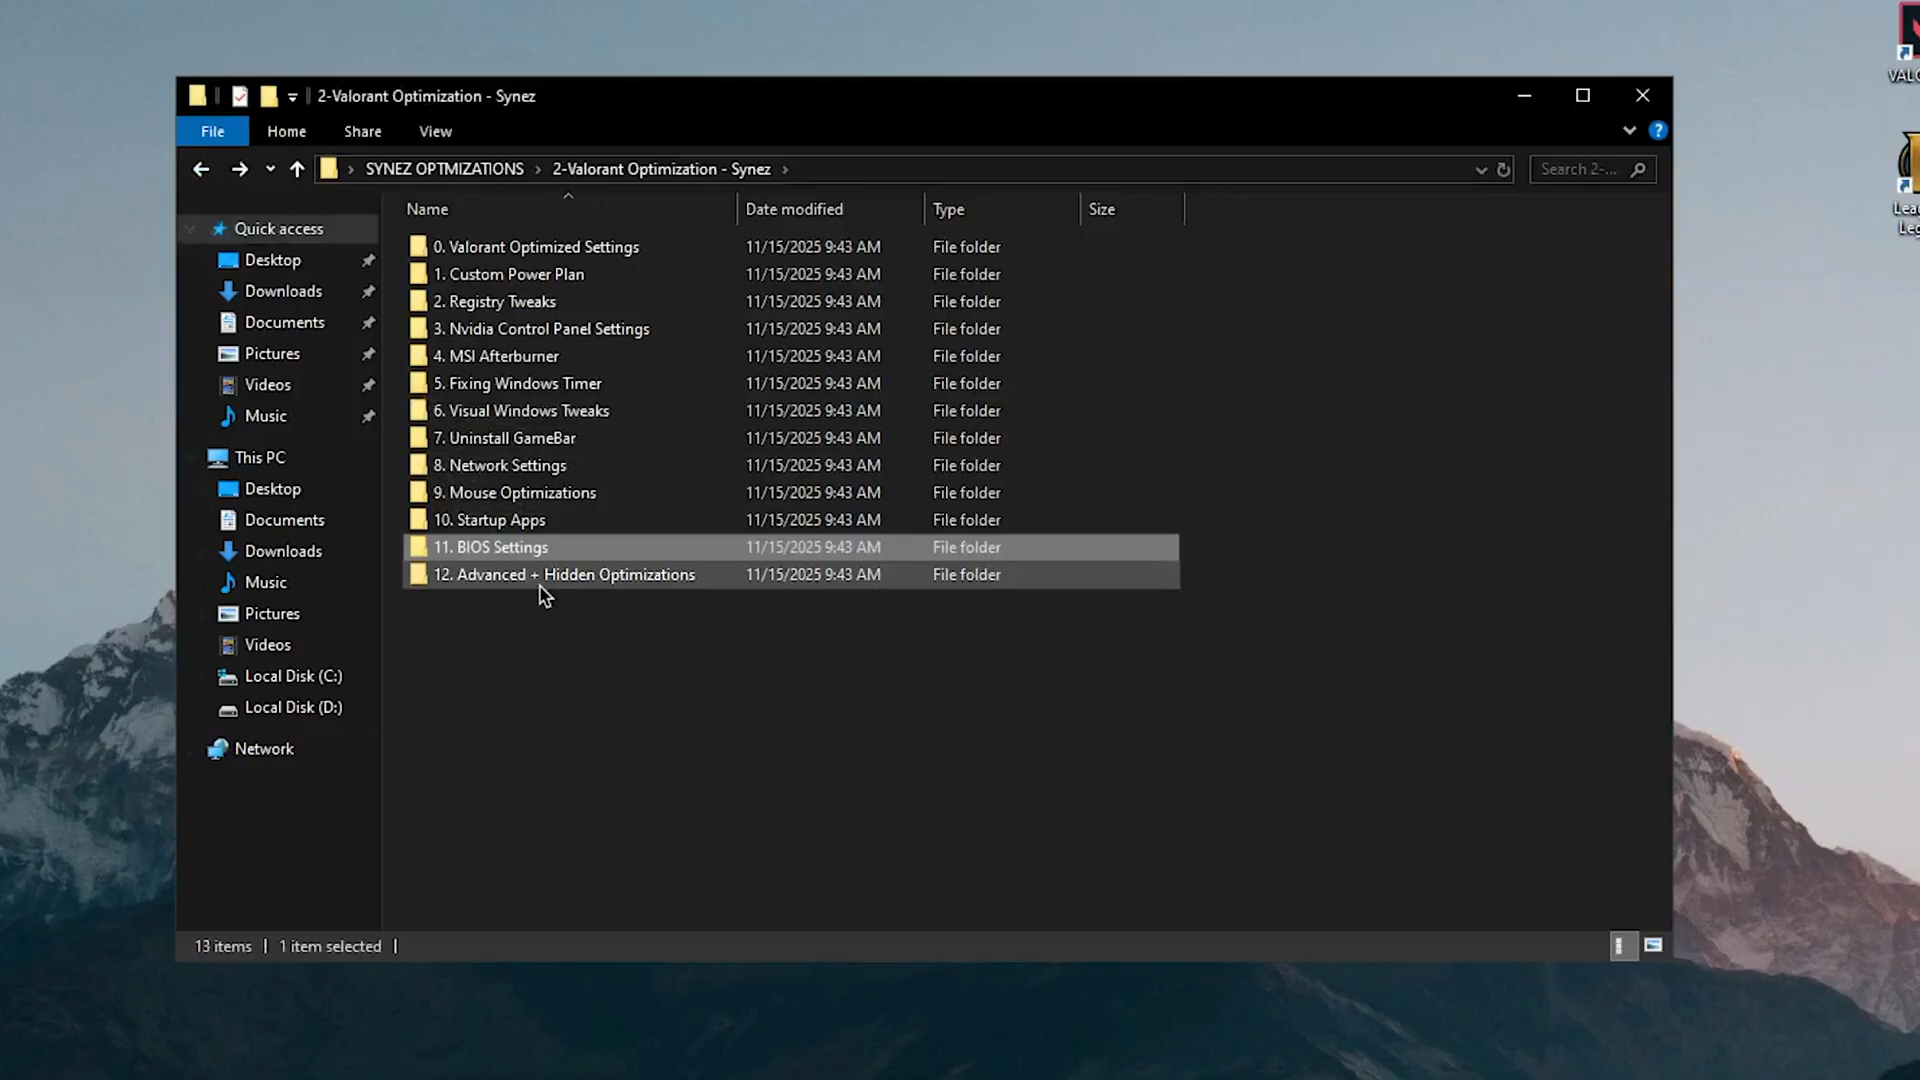 2-Valorant Optimization - Synez
File Home Share View
SYNEZ OPTMIZATIONS 2-Valorant Optimization - Synez Search 2-...
Name Date modified Type Size
Quick access
Desktop
Downloads
Documents
Pictures
Videos
Music
This PC
Desktop
Documents
Downloads
Music
Pictures
Videos
Local Disk (C:)
Local Disk (D:)
Network
0. Valorant Optimized Settings 11/15/2025 9:43 AM File folder
1. Custom Power Plan 11/15/2025 9:43 AM File folder
2. Registry Tweaks 11/15/2025 9:43 AM File folder
3. Nvidia Control Panel Settings 11/15/2025 9:43 AM File folder
4. MSI Afterburner 11/15/2025 9:43 AM File folder
5. Fixing Windows Timer 11/15/2025 9:43 AM File folder
6. Visual Windows Tweaks 11/15/2025 9:43 AM File folder
7. Uninstall GameBar 11/15/2025 9:43 AM File folder
8. Network Settings 11/15/2025 9:43 AM File folder
9. Mouse Optimizations 11/15/2025 9:43 AM File folder
10. Startup Apps 11/15/2025 9:43 AM File folder
11. BIOS Settings 11/15/2025 9:43 AM File folder
12. Advanced + Hidden Optimizations 11/15/2025 9:43 AM File folder
13 items 1 item selected